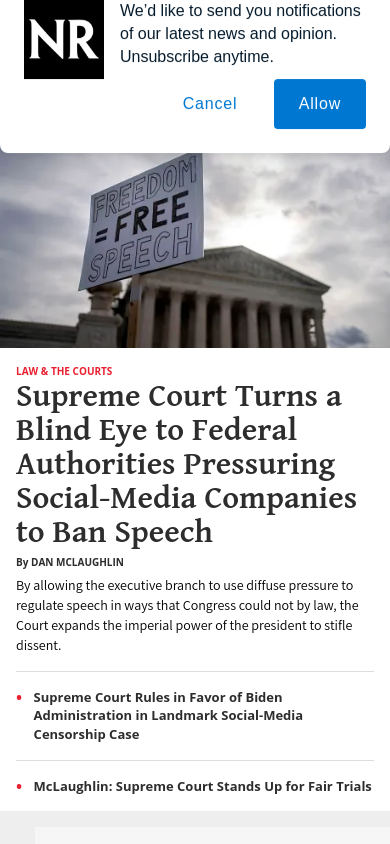 NR
We’d like to send you notifications
of our latest news and opinion.
Unsubscribe anytime.
Cancel
Allow
FREEDOM
=FREE
SPEECH
LAW & THE COURTS
Supreme Court Turns a
Blind Eye to Federal
Authorities Pressuring
Social-Media Companies
to Ban Speech
By DAN MCLAUGHLIN
By allowing the executive branch to use diffuse pressure to
regulate speech in ways that Congress could not by law, the
Court expands the imperial power of the president to stifle
dissent.
• Supreme Court Rules in Favor of Biden
Administration in Landmark Social-Media
Censorship Case
• McLaughlin: Supreme Court Stands Up for Fair Trials